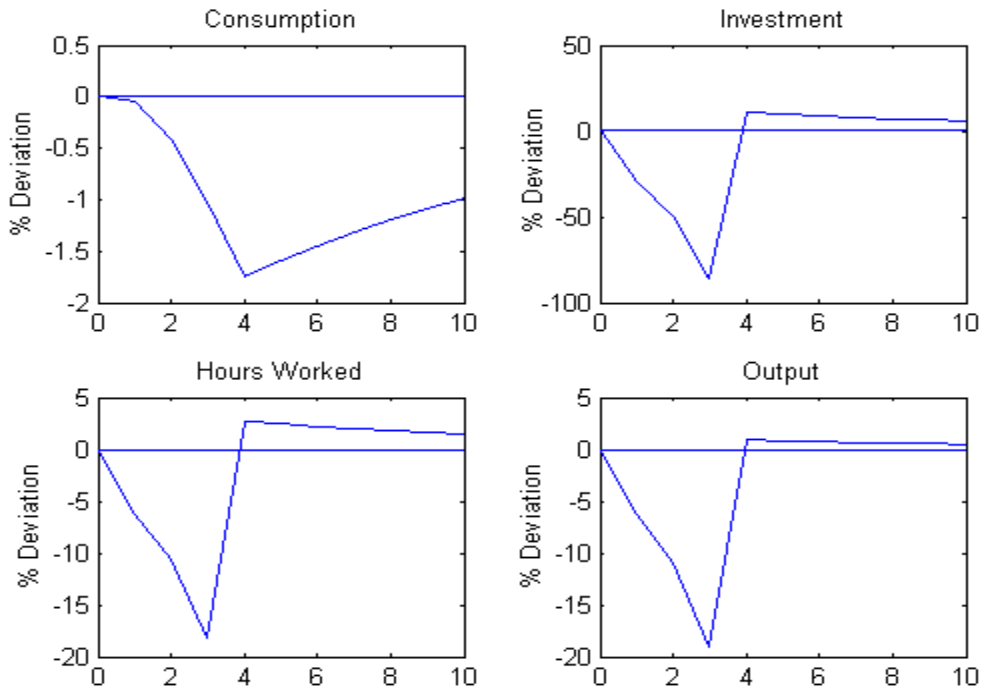 Consumption
% Deviation
0.5
0
-0.5
-1
-1.5
-2
0 2 4 6 8 10
Investment
% Deviation
50
0
-50
-100
0 2 4 6 8 10
Hours Worked
% Deviation
5
0
-5
-10
-15
-20
0 2 4 6 8 10
Output
% Deviation
5
0
-5
-10
-15
-20
0 2 4 6 8 10